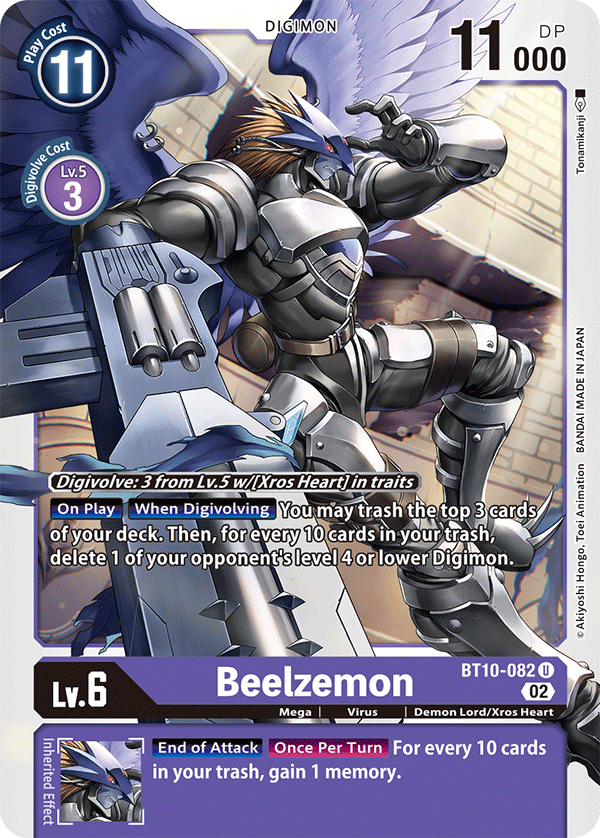 DIGIMON
Play Cost
11
11000
DP
Digivolve Cost
Lv.5
3
Tonamikanji
BANDAI MADE IN JAPAN
© Akiyoshi Hongo, Toei Animation
Digivolve: 3 from Lv.5 w/[Xros Heart] in traits
On Play When Digivolving You may trash the top 3 cards
of your deck. Then, for every 10 cards in your trash,
delete 1 of your opponent's level 4 or lower Digimon.
BT10-082 U
02
Lv.6
Beelzemon
Mega | Virus | Demon Lord/Xros Heart
Inherited Effect
End of Attack Once Per Turn For every 10 cards
in your trash, gain 1 memory.